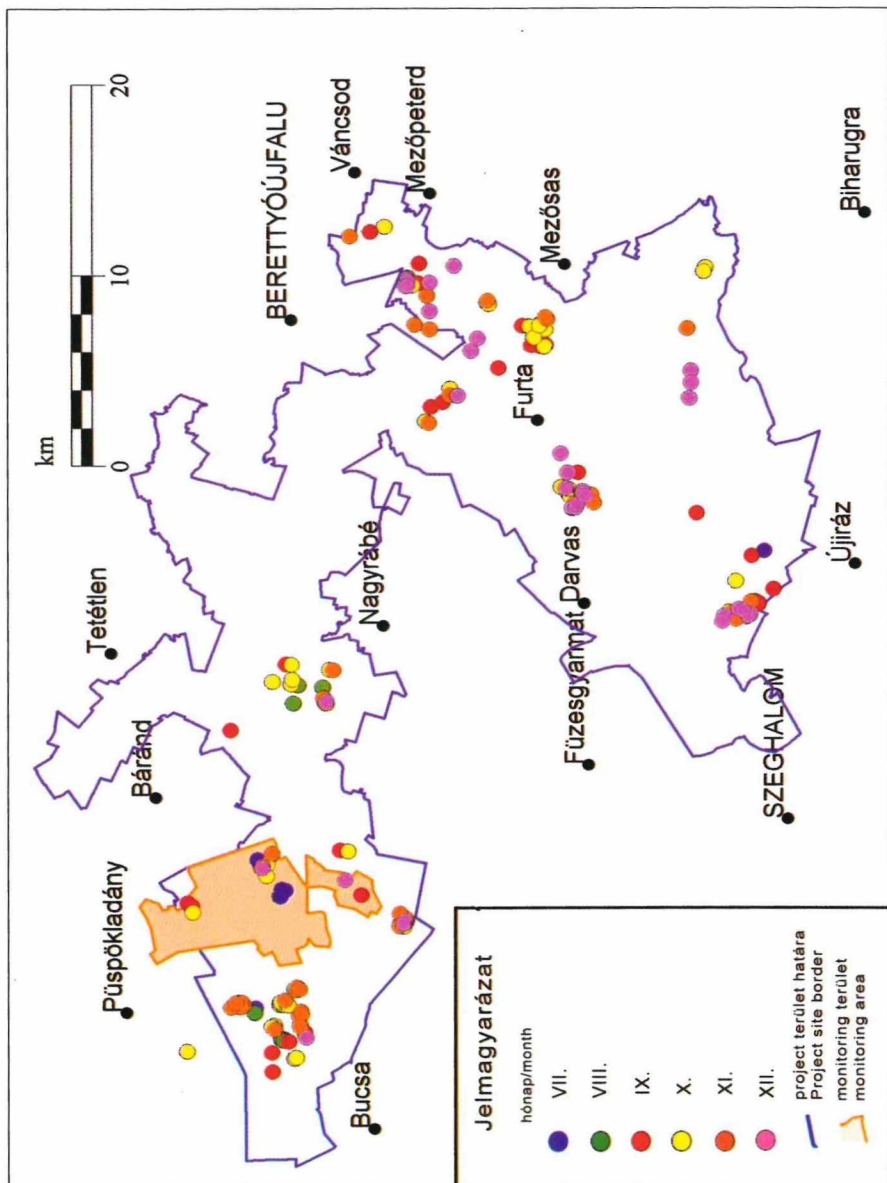 km
0
10
20
Tetétlen
Báránd
Püspökladány
BERETTYÓÚJFALU
Váncsod
Mezőpeterd
Nagyrábé
Bucsa
Furta
Mezősas
Füzesgyarmat
Darvas
SZEGHALOM
Újiráz
Biharugra
Jelmagyarázat
hónap/month
VII.
VIII.
IX.
X.
XI.
XII.
project terület határa
Project site border
monitoring terület
monitoring area